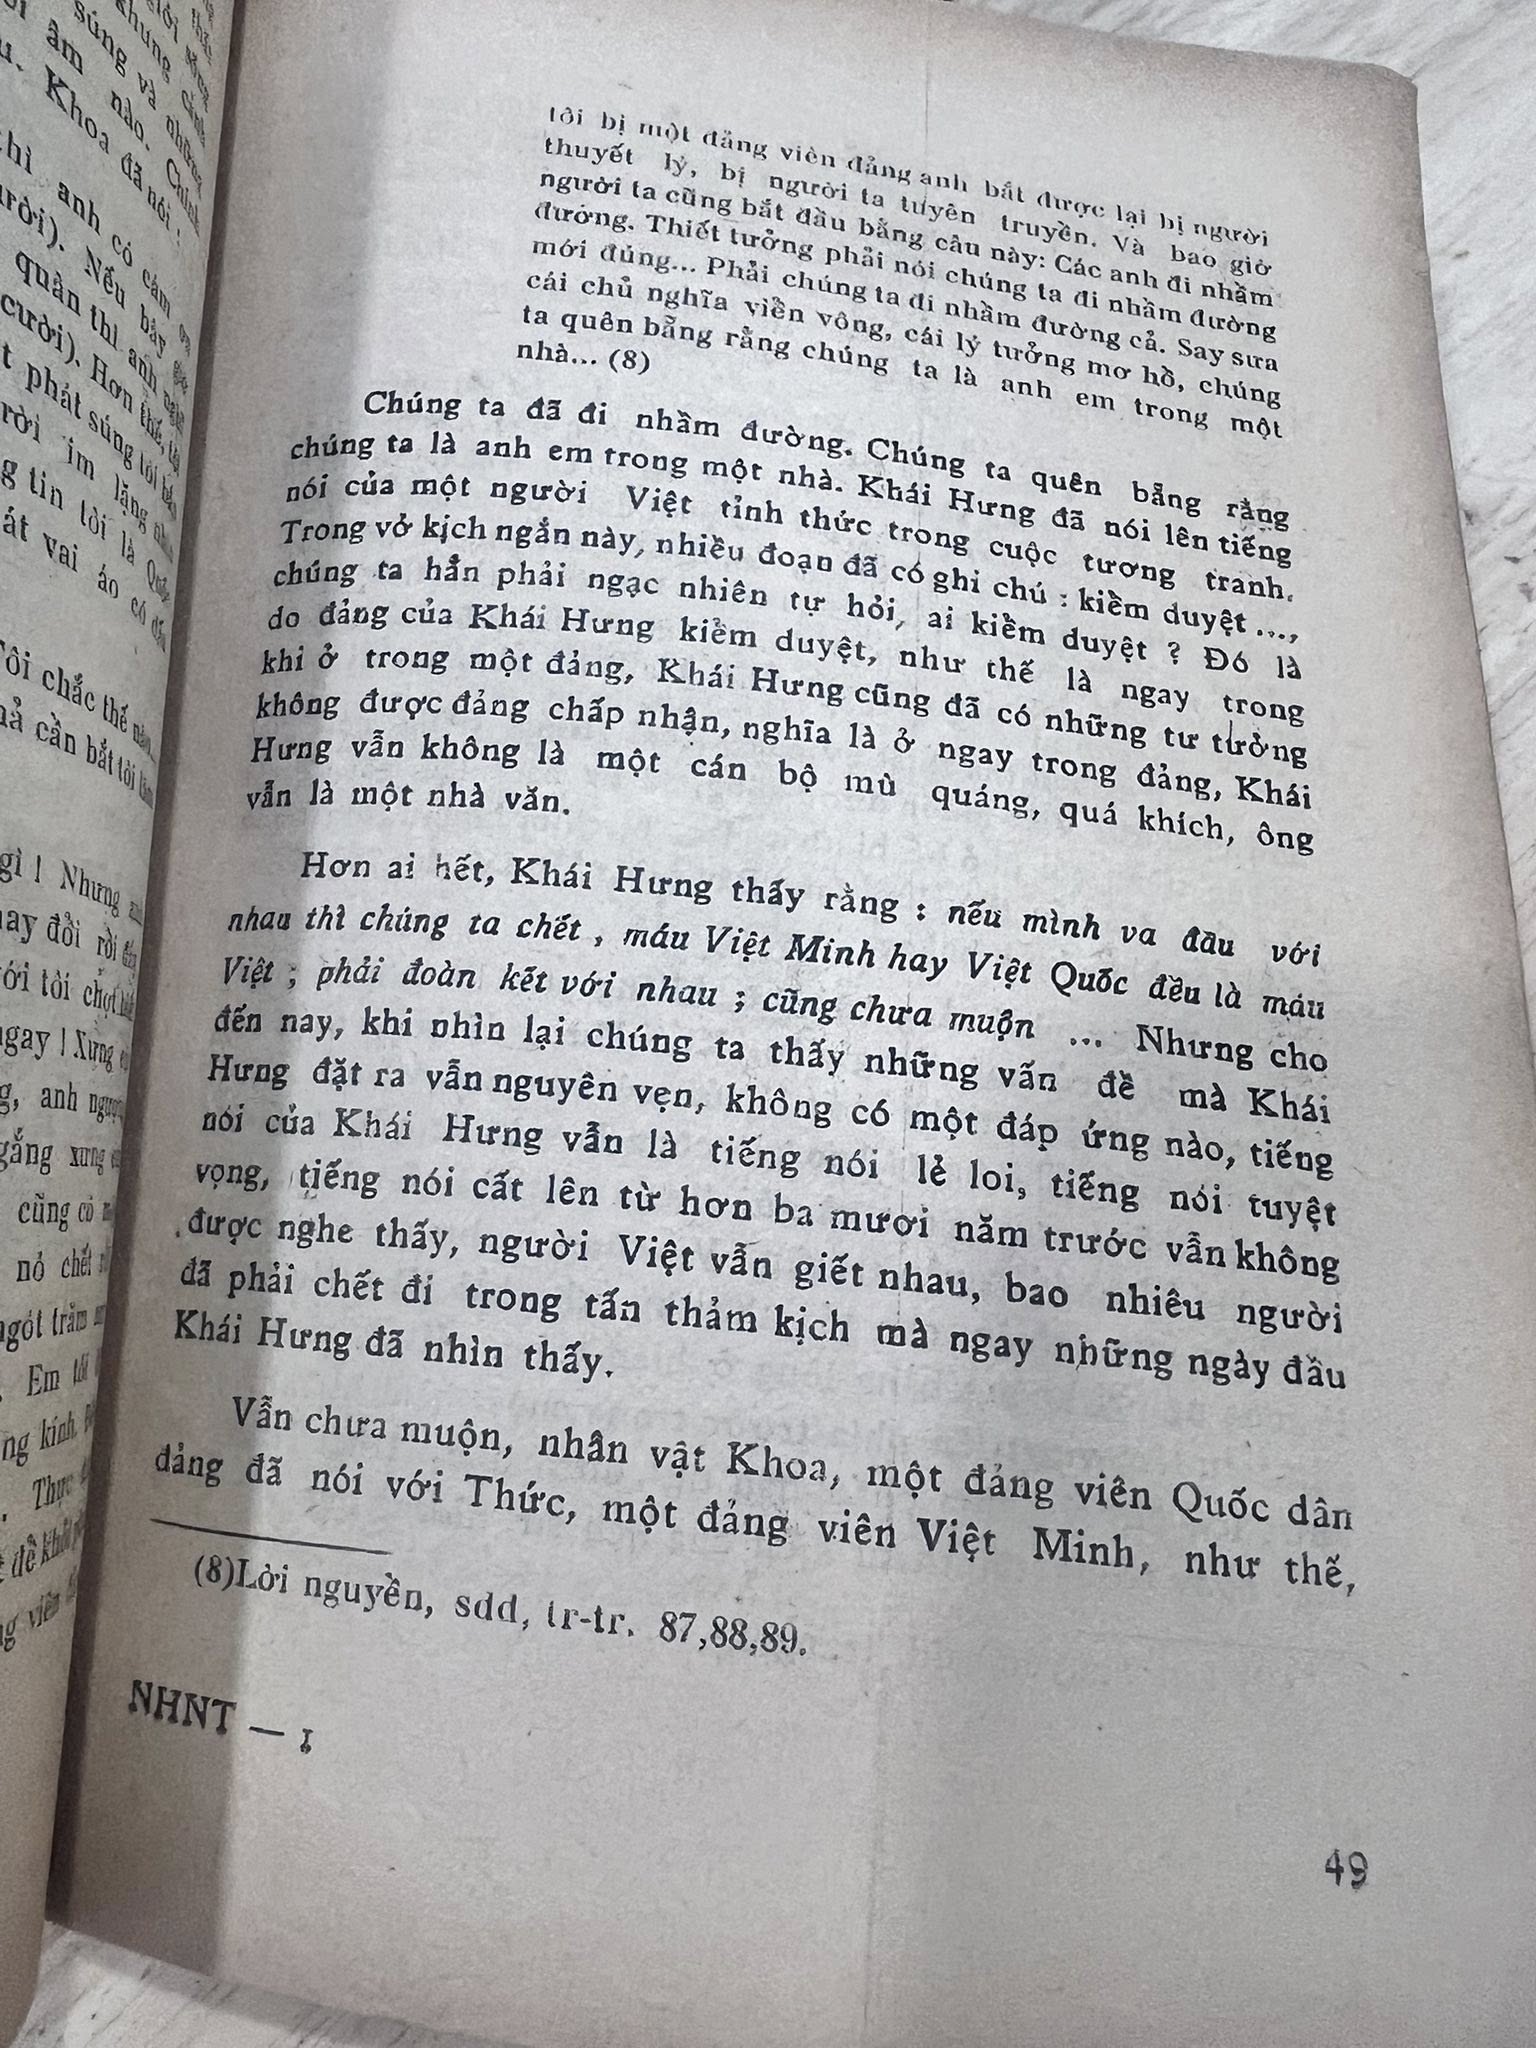 tôi bị một đảng viên đảng anh bắt được lại bị người
thuyết lý, bị người ta tuyên truyền. Và bao giờ
người ta cũng bắt đầu bằng câu này: Các anh đi nhầm
đường. Thiết tưởng phải nói chúng ta đi nhầm đường
mới đúng... Phải chúng ta đi nhầm đường cả. Say sưa
cái chủ nghĩa viển vông, cái lý tưởng mơ hồ, chúng
ta quên bẵng rằng chúng ta là anh em trong một
nhà... (8)
Chúng ta đã đi nhầm đường. Chúng ta quên bẵng rằng
chúng ta là anh em trong một nhà. Khái Hưng đã nói lên tiếng
nói của một người Việt tỉnh thức trong cuộc tương tranh.
Trong vở kịch ngắn này, nhiều đoạn đã có ghi chú : kiểm duyệt ...,
chúng ta hẳn phải ngạc nhiên tự hỏi, ai kiểm duyệt ? Đó là
do đảng của Khái Hưng kiểm duyệt, như thế là ngay trong
khi ở trong một đảng, Khái Hưng cũng đã có những tư tưởng
không được đảng chấp nhận, nghĩa là ở ngay trong đảng, Khái
Hưng vẫn không là một cán bộ mù quáng, quá khích, ông
vẫn là một nhà văn.
Hơn ai hết, Khái Hưng thấy rằng : nếu mình va đầu với
nhau thì chúng ta chết, máu Việt Minh hay Việt Quốc đều là máu
Việt ; phải đoàn kết với nhau ; cũng chưa muộn ... Nhưng cho
đến nay, khi nhìn lại chúng ta thấy những vấn đề mà Khái
Hưng đặt ra vẫn nguyên vẹn, không có một đáp ứng nào, tiếng
nói của Khái Hưng vẫn là tiếng nói lẻ loi, tiếng nói tuyệt
vọng, tiếng nói cất lên từ hơn ba mươi năm trước vẫn không
được nghe thấy, người Việt vẫn giết nhau, bao nhiêu người
đã phải chết đi trong tấn thảm kịch mà ngay những ngày đầu
Khái Hưng đã nhìn thấy.
Vẫn chưa muộn, nhân vật Khoa, một đảng viên Quốc dân
đảng đã nói với Thức, một đảng viên Việt Minh, như thế,
(8)Lời nguyền, sdd, tr-tr. 87,88,89.
NHNT —
49